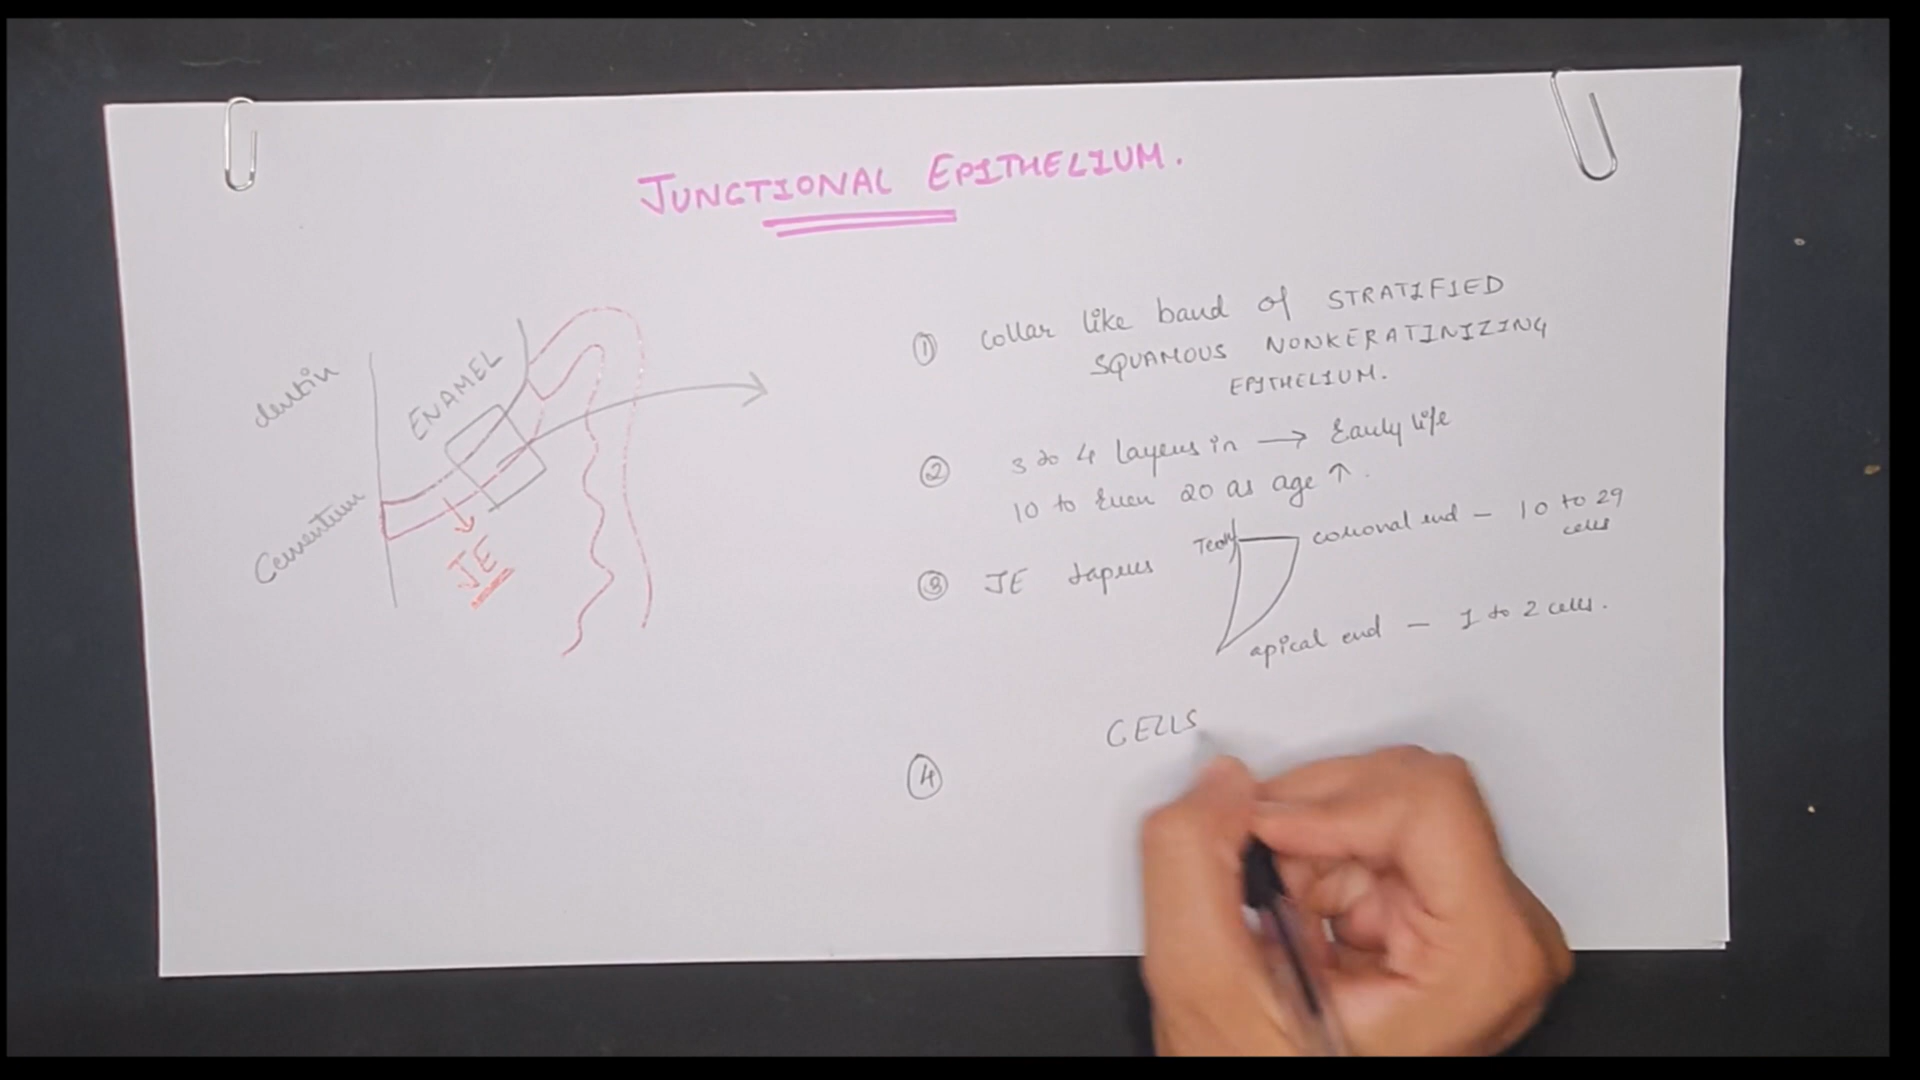 JUNCTIONAL EPITHELIUM.
dentin
ENAMEL
Cementum
JE
① Collar like band of STRATIFIED
SQUAMOUS NONKERATINIZING
EPITHELIUM.
② 3 to 4 layers in → Early life
10 to Even 20 as age ↑.
③ JE tapers
Tooth
coronal end - 10 to 29
cells
apical end - 1 to 2 cells.
④ CELLS